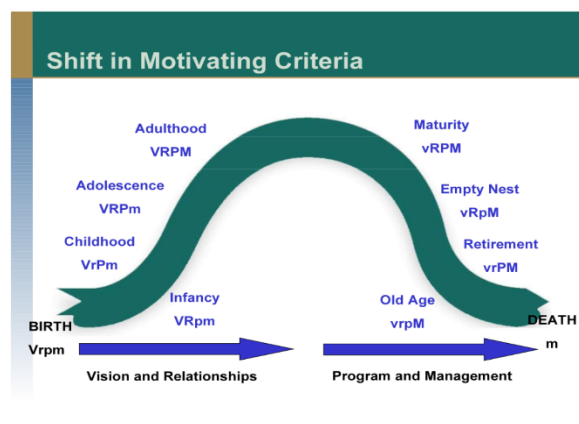 Shift in Motivating Criteria
Adulthood
VRPM
Maturity
vRPM
Adolescence
VRPm
Empty Nest
vRpM
Childhood
VrPm
Retirement
vrPM
Infancy
VRpm
Old Age
vrpM
BIRTH
Vrpm
DEATH
m
Vision and Relationships
Program and Management